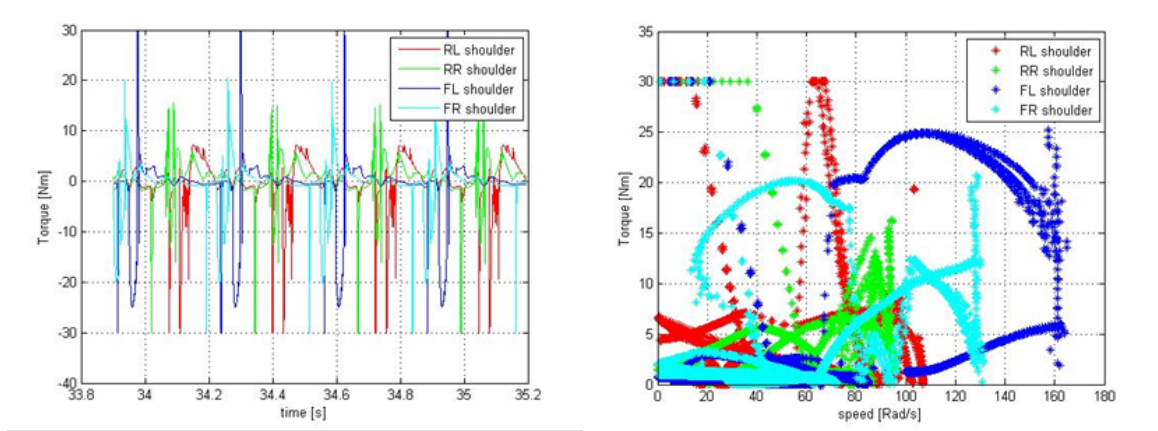 30
20
10
0
-10
-20
-30
-40
Torque [Nm]
33.8 34 34.2 34.4 34.6 34.8 35 35.2
time [s]
RL shoulder
RR shoulder
FL shoulder
FR shoulder
35
30
25
20
15
10
5
0
Torque [Nm]
0 20 40 60 80 100 120 140 160 180
speed [Rad/s]
RL shoulder
RR shoulder
FL shoulder
FR shoulder